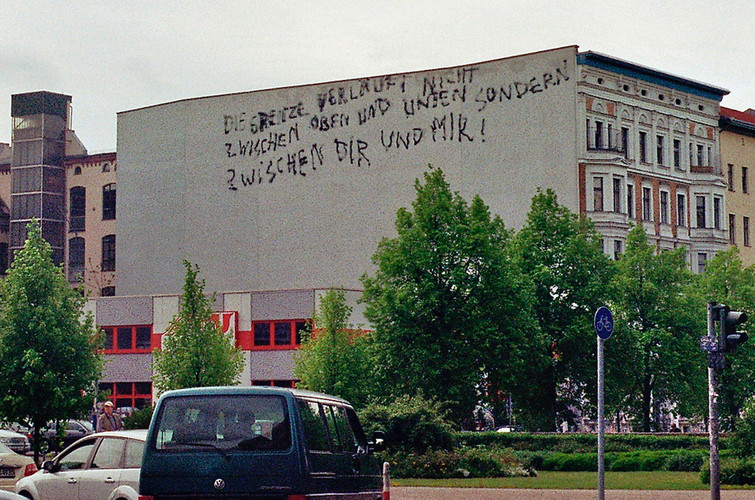 DIE GRENZE VERLÄUFT NICHT
ZWISCHEN OBEN UND UNTEN SONDERN
ZWISCHEN DIR UND MIR!